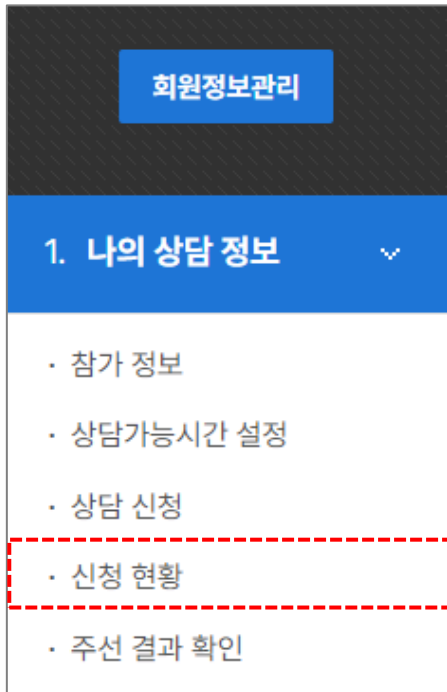 회원정보관리
1. 나의 상담 정보
· 참가 정보
· 상담가능시간 설정
· 상담 신청
· 신청 현황
· 주선 결과 확인